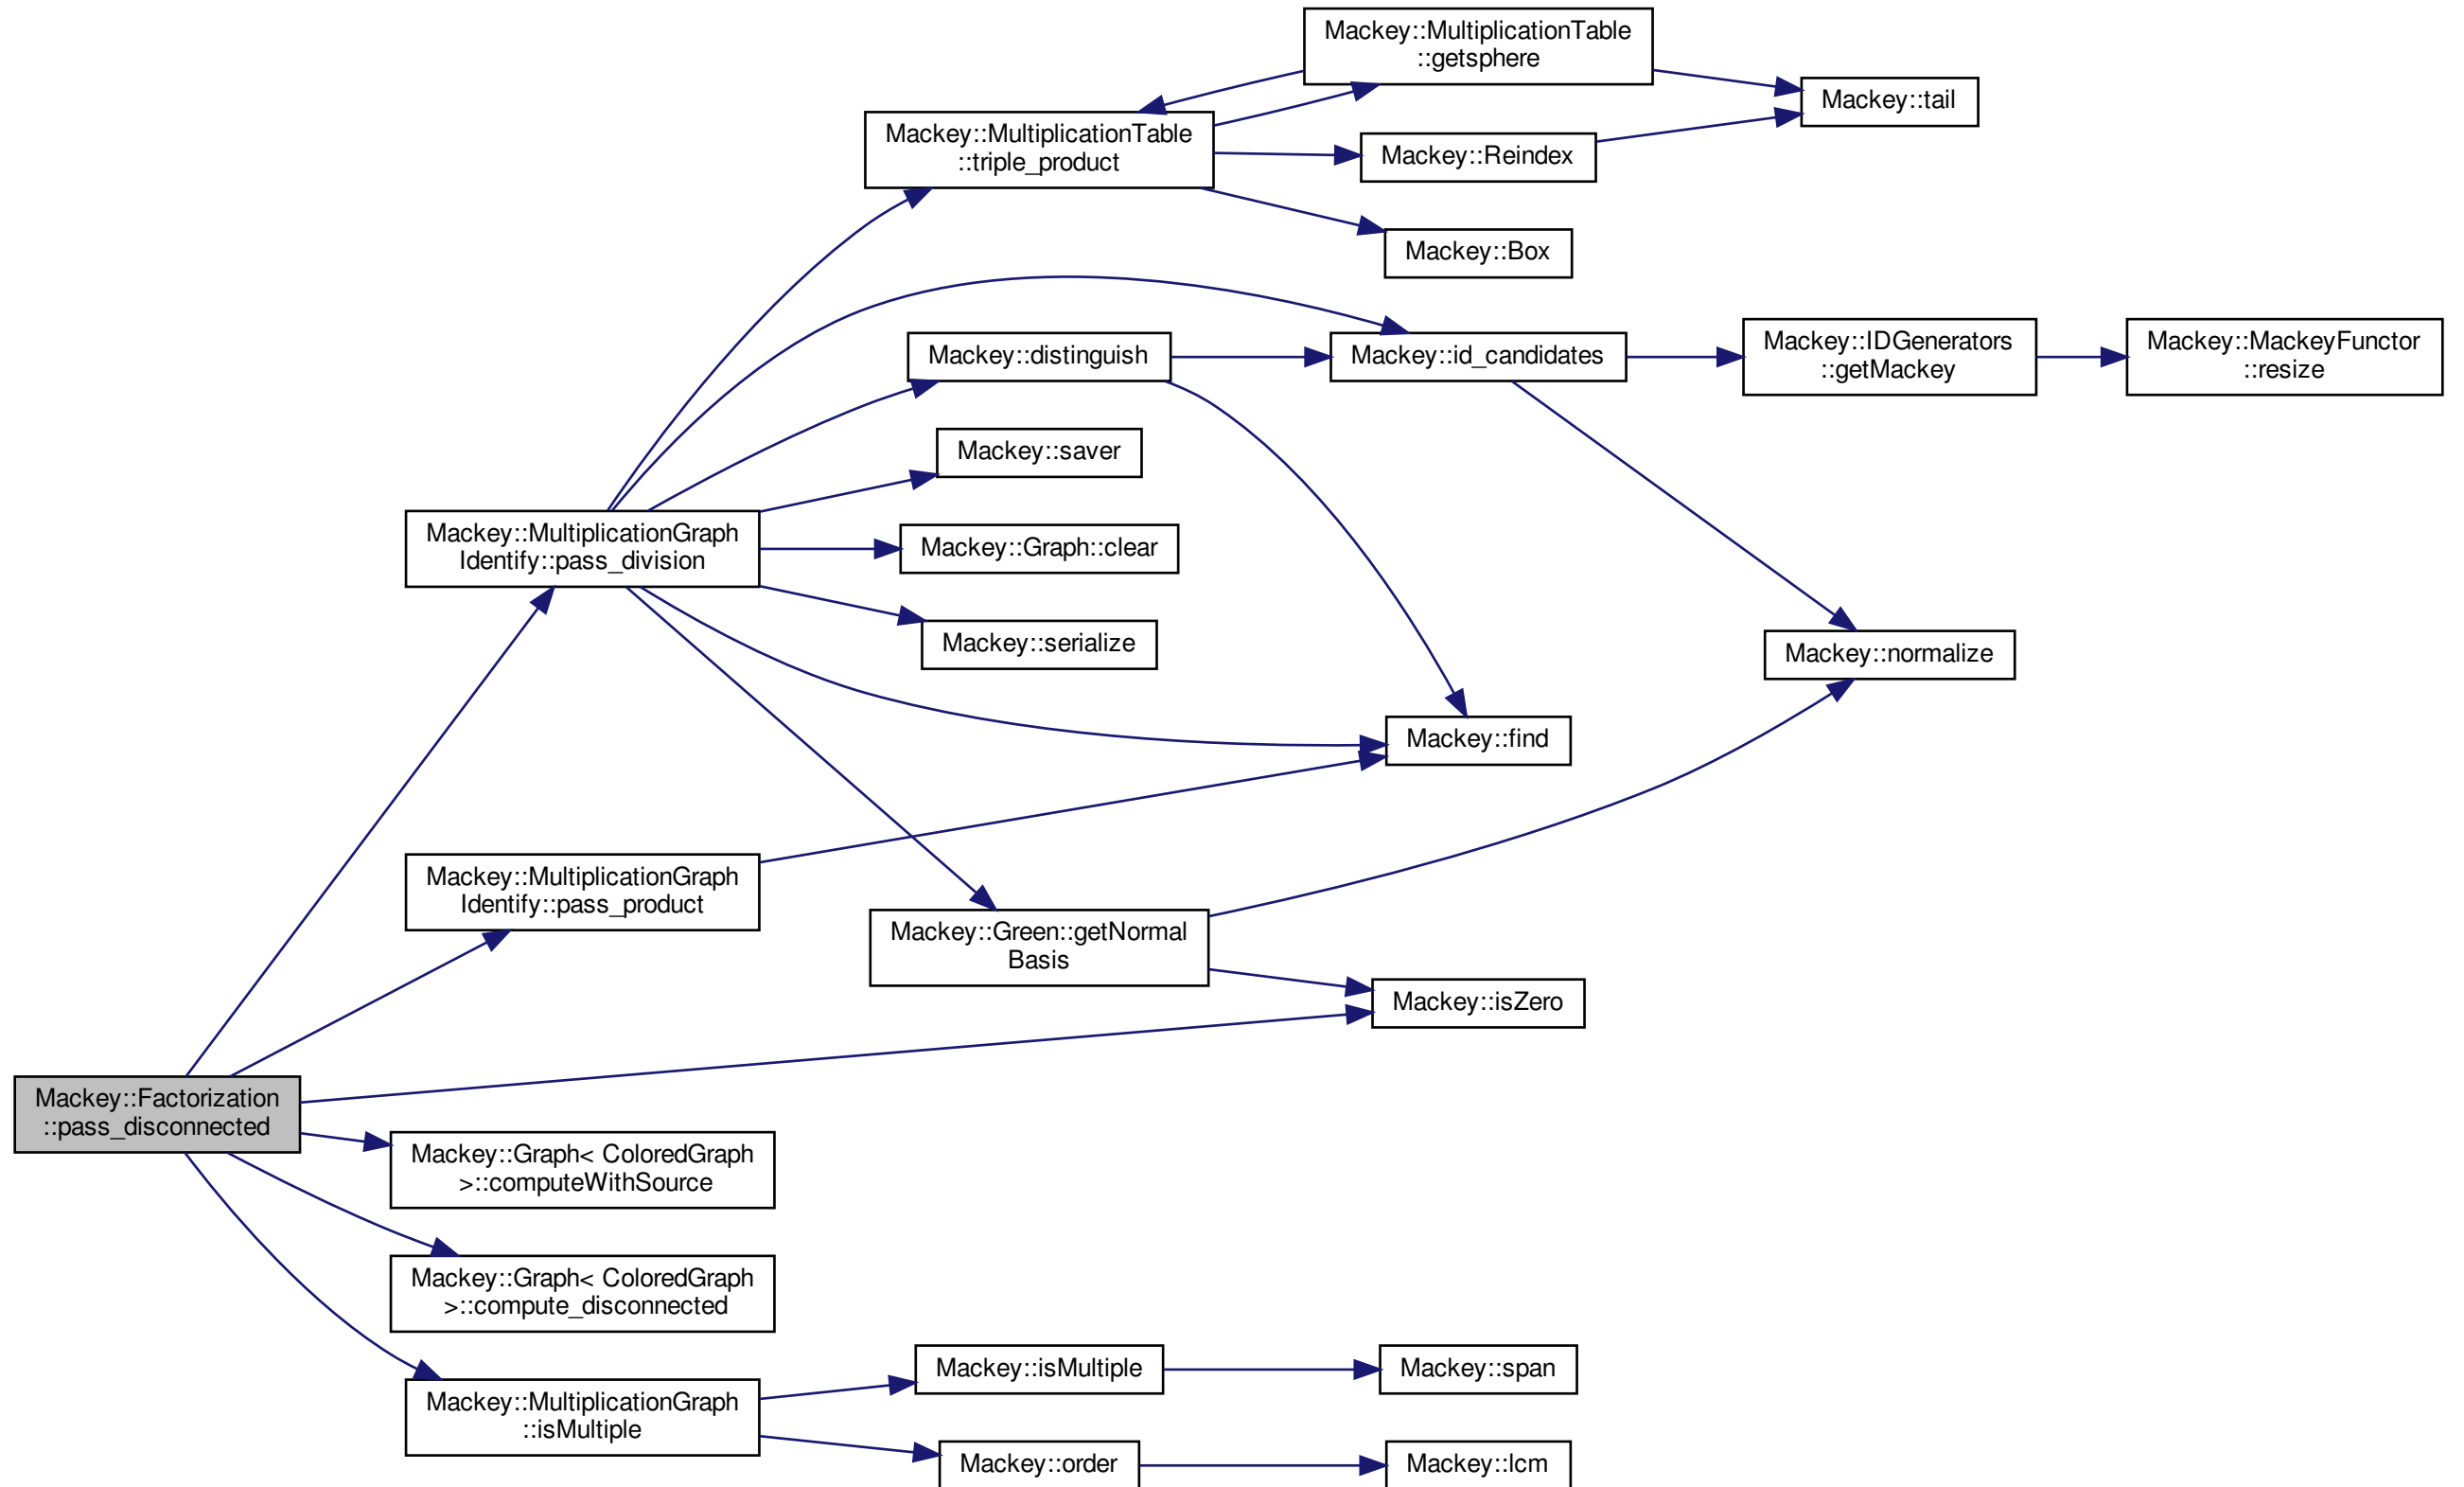 Mackey::MultiplicationTable
::getsphere
Mackey::tail
Mackey::MultiplicationTable
::triple_product
Mackey::Reindex
Mackey::Box
Mackey::distinguish
Mackey::id_candidates
Mackey::IDGenerators
::getMackey
Mackey::MackeyFunctor
::resize
Mackey::saver
Mackey::MultiplicationGraph
Identify::pass_division
Mackey::Graph::clear
Mackey::serialize
Mackey::normalize
Mackey::find
Mackey::MultiplicationGraph
Identify::pass_product
Mackey::Green::getNormal
Basis
Mackey::isZero
Mackey::Factorization
::pass_disconnected
Mackey::Graph< ColoredGraph
>::computeWithSource
Mackey::Graph< ColoredGraph
>::compute_disconnected
Mackey::MultiplicationGraph
::isMultiple
Mackey::isMultiple
Mackey::span
Mackey::order
Mackey::lcm